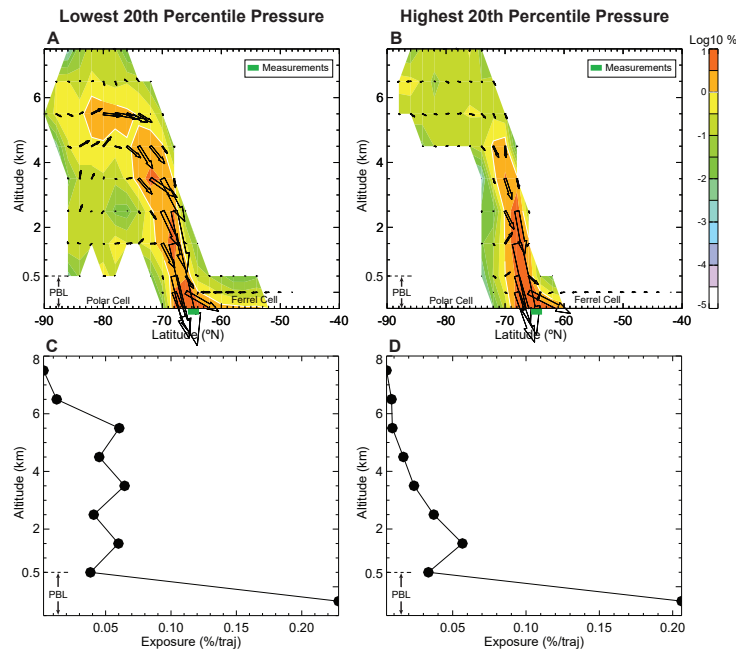 Lowest 20th Percentile Pressure
Highest 20th Percentile Pressure
Log10 %
A
Measurements
Altitude (km)
6
4
2
0.5
PBL
Polar Cell
Ferrel Cell
-90 -80 -70 -60 -50 -40
Latitude (ºN)
B
Measurements
Altitude (km)
6
4
2
0.5
PBL
Polar Cell
Ferrel Cell
-90 -80 -70 -60 -50 -40
Latitude (ºN)
1
0
-1
-2
-3
-4
-5
C
Altitude (km)
8
6
4
2
0.5
PBL
0.05 0.10 0.15 0.20
Exposure (%/traj)
D
Altitude (km)
8
6
4
2
0.5
PBL
0.05 0.10 0.15 0.20
Exposure (%/traj)